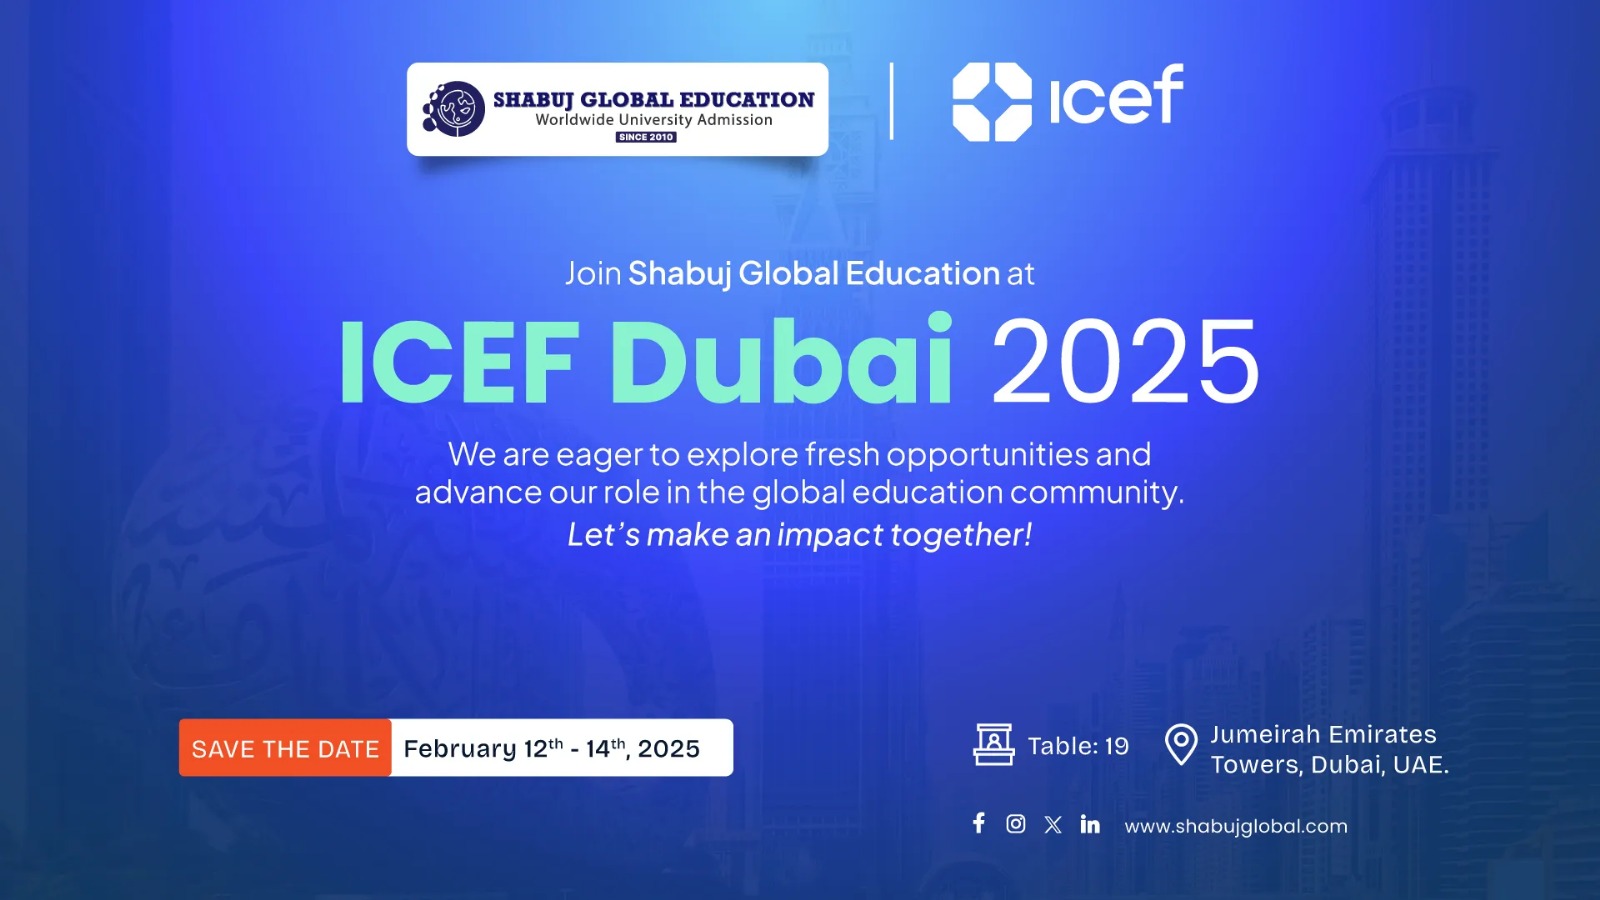 SHABUJ GLOBAL EDUCATION
Worldwide University Admission
SINCE 2010
icef
Join Shabuj Global Education at
ICEF Dubai 2025
We are eager to explore fresh opportunities and
advance our role in the global education community.
Let's make an impact together!
SAVE THE DATE February 12th - 14th, 2025
Table: 19
Jumeirah Emirates
Towers, Dubai, UAE.
www.shabujglobal.com